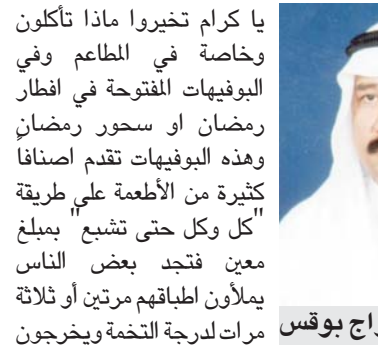 يا كرام تخيروا ماذا تأكلون
وخاصة في المطاعم وفي
البوفيهات المفتوحة في افطار
رمضان او سحور رمضان
وهذه البوفيهات تقدم اصنافاً
كثيرة من الأطعمة على طريقة
"كل وكل حتى تشبع" بمبلغ
معين فتجد بعض الناس
يملأون اطباقهم مرتين أو ثلاثة
مرات لدرجة التخمة ويخرجون
بوقس